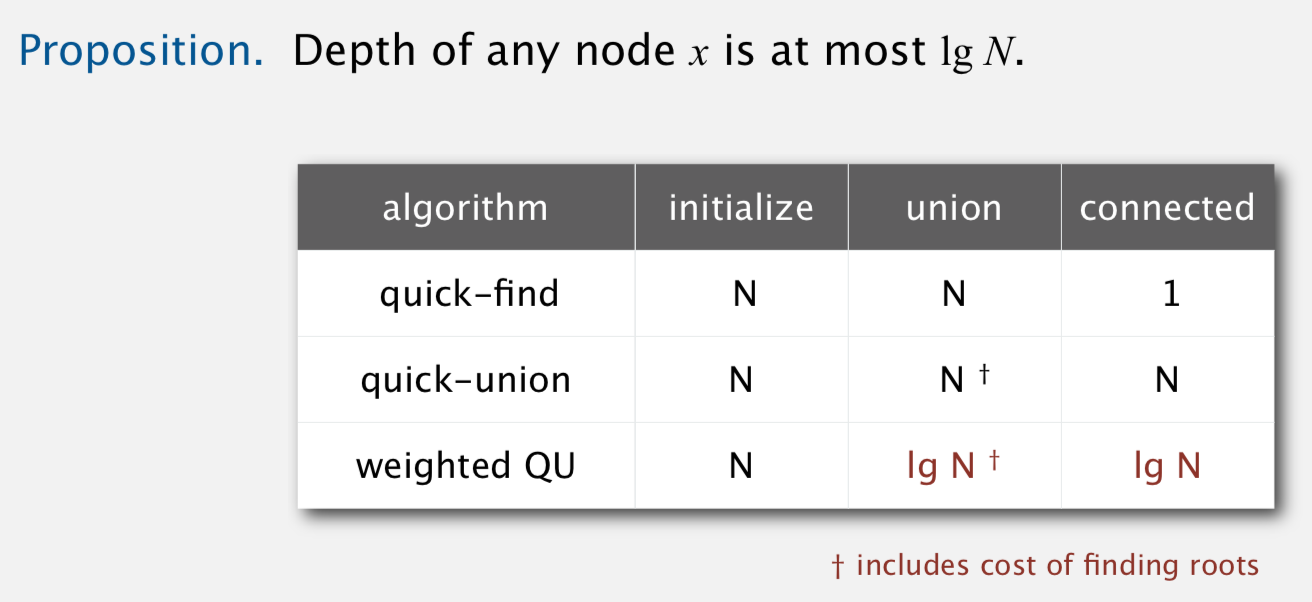 Proposition. Depth of any node x is at most lg N.
algorithm initialize union connected
quick-find N N 1
quick-union N N † N
weighted QU N lg N † lg N
† includes cost of finding roots